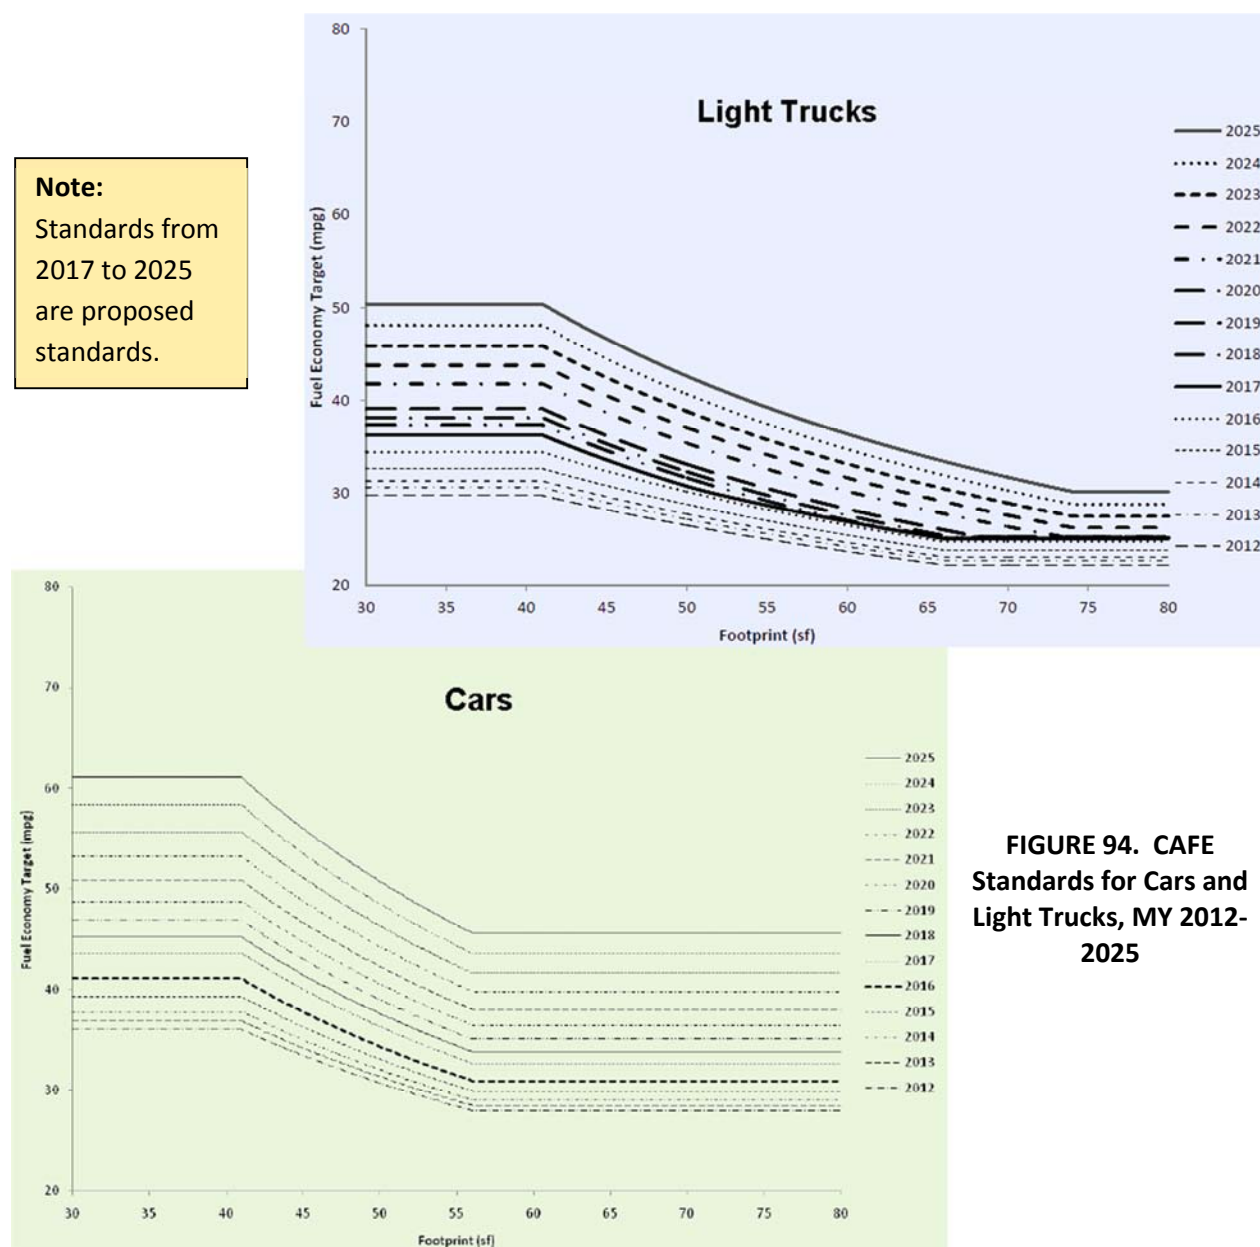 Light Trucks
Fuel Economy Target (mpg)
80
70
60
50
40
30
20
30 35 40 45 50 55 60 65 70 75 80
Footprint (sf)
2025
2024
2023
2022
2021
2020
2019
2018
2017
2016
2015
2014
2013
2012
Note:
Standards from
2017 to 2025
are proposed
standards.
Cars
Fuel Economy Target (mpg)
80
70
60
50
40
30
20
30 35 40 45 50 55 60 65 70 75 80
Footprint (sf)
2025
2024
2023
2022
2021
2020
2019
2018
2017
2016
2015
2014
2013
2012
FIGURE 94. CAFE
Standards for Cars and
Light Trucks, MY 2012-
2025